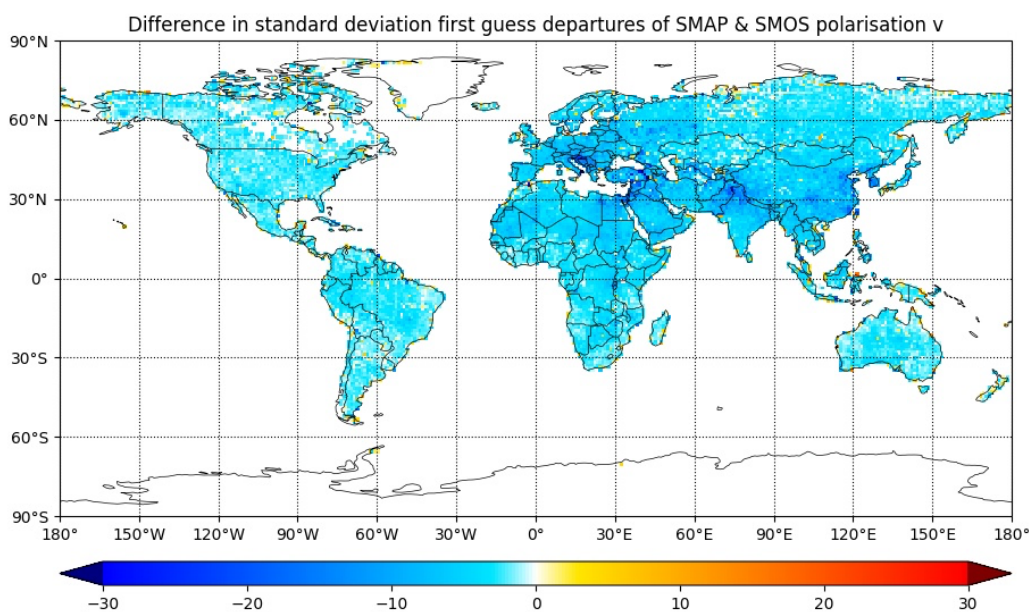 Difference in standard deviation first guess departures of SMAP & SMOS polarisation v
90°N
60°N
30°N
0°
30°S
60°S
90°S
180° 150°W 120°W 90°W 60°W 30°W 0° 30°E 60°E 90°E 120°E 150°E 180°
−30 −20 −10 0 10 20 30